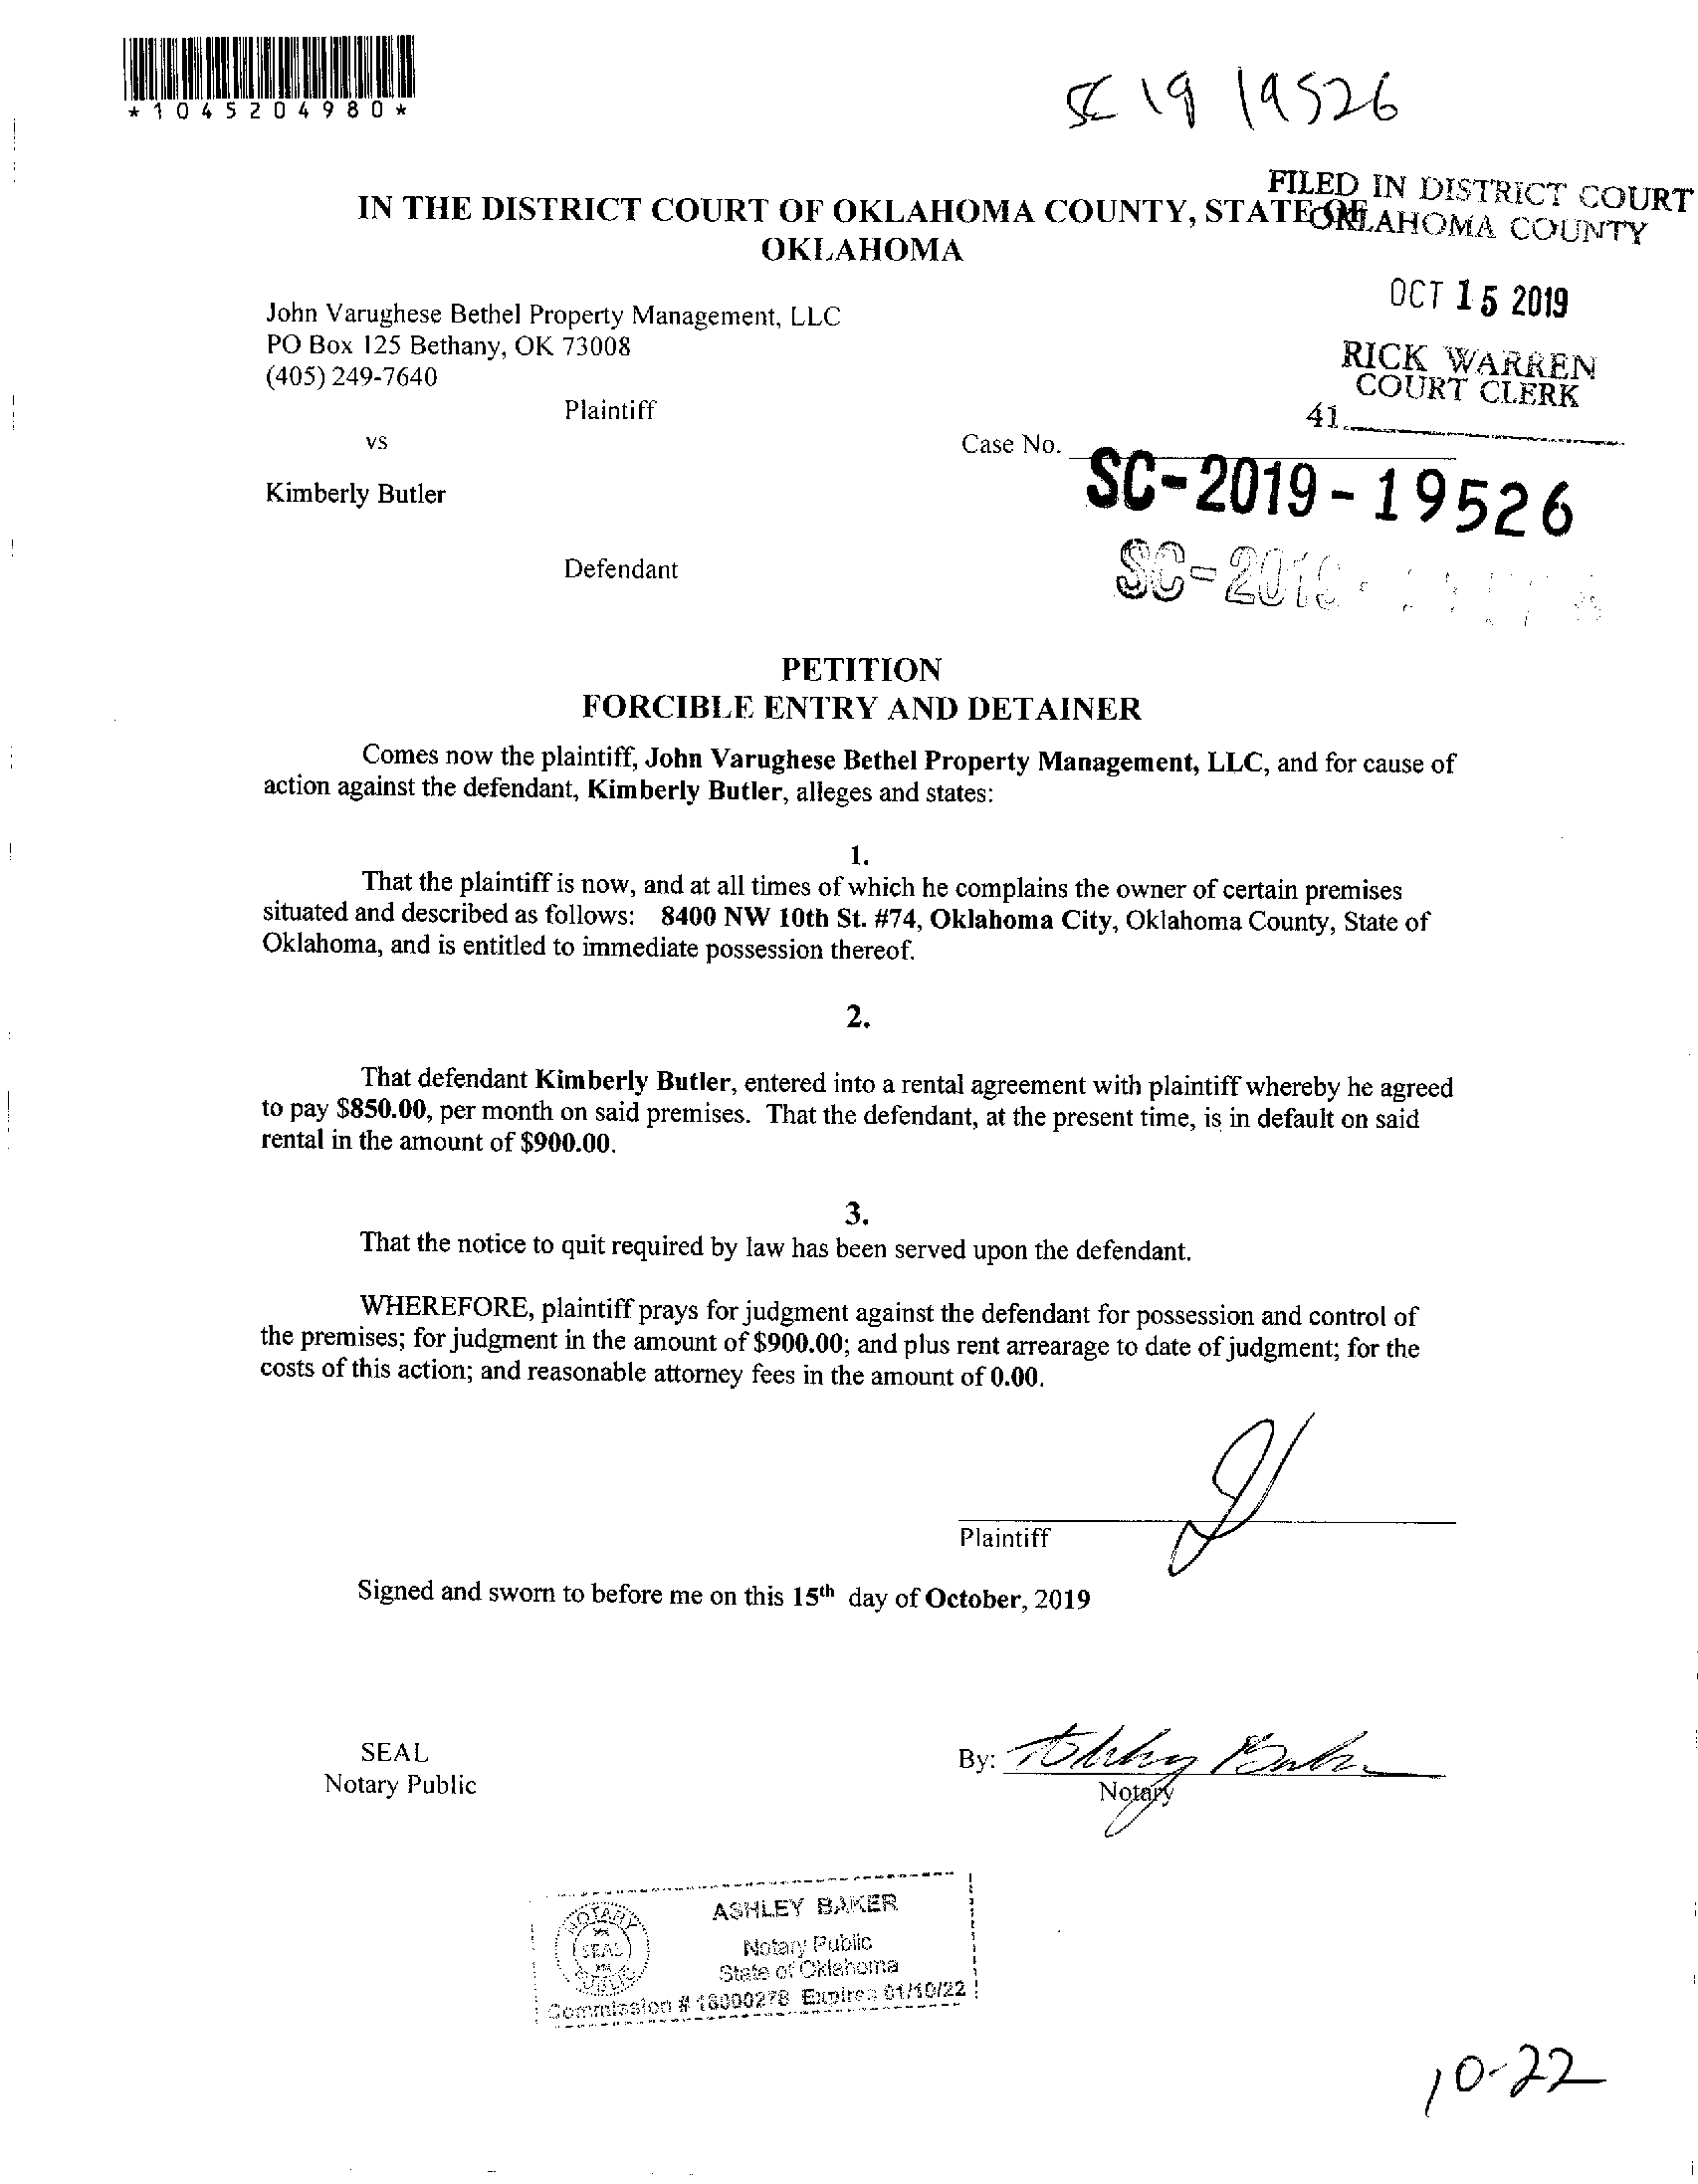 *1045204980*
SC 19 19526
FILED IN DISTRICT COURT
OKLAHOMA COUNTY
IN THE DISTRICT COURT OF OKLAHOMA COUNTY, STATE OF
OKLAHOMA
OCT 15 2019
RICK WARREN
COURT CLERK
41
John Varughese Bethel Property Management, LLC
PO Box 125 Bethany, OK 73008
(405) 249-7640
Plaintiff
vs
Case No.
SC-2019-19526
Kimberly Butler
SC-2019-
Defendant
PETITION
FORCIBLE ENTRY AND DETAINER
Comes now the plaintiff, John Varughese Bethel Property Management, LLC, and for cause of
action against the defendant, Kimberly Butler, alleges and states:
1.
That the plaintiff is now, and at all times of which he complains the owner of certain premises
situated and described as follows: 8400 NW 10th St. #74, Oklahoma City, Oklahoma County, State of
Oklahoma, and is entitled to immediate possession thereof.
2.
That defendant Kimberly Butler, entered into a rental agreement with plaintiff whereby he agreed
to pay $850.00, per month on said premises. That the defendant, at the present time, is in default on said
rental in the amount of $900.00.
3.
That the notice to quit required by law has been served upon the defendant.
WHEREFORE, plaintiff prays for judgment against the defendant for possession and control of
the premises; for judgment in the amount of $900.00; and plus rent arrearage to date of judgment; for the
costs of this action; and reasonable attorney fees in the amount of 0.00.
Plaintiff
Signed and sworn to before me on this 15th day of October, 2019
SEAL
Notary Public
By: Ashley Baker
Notary
NOTARY
SEAL
PUBLIC
ASHLEY BAKER
Notary Public
State of Oklahoma
Commission # 18000278 Expires 01/10/22
10-22